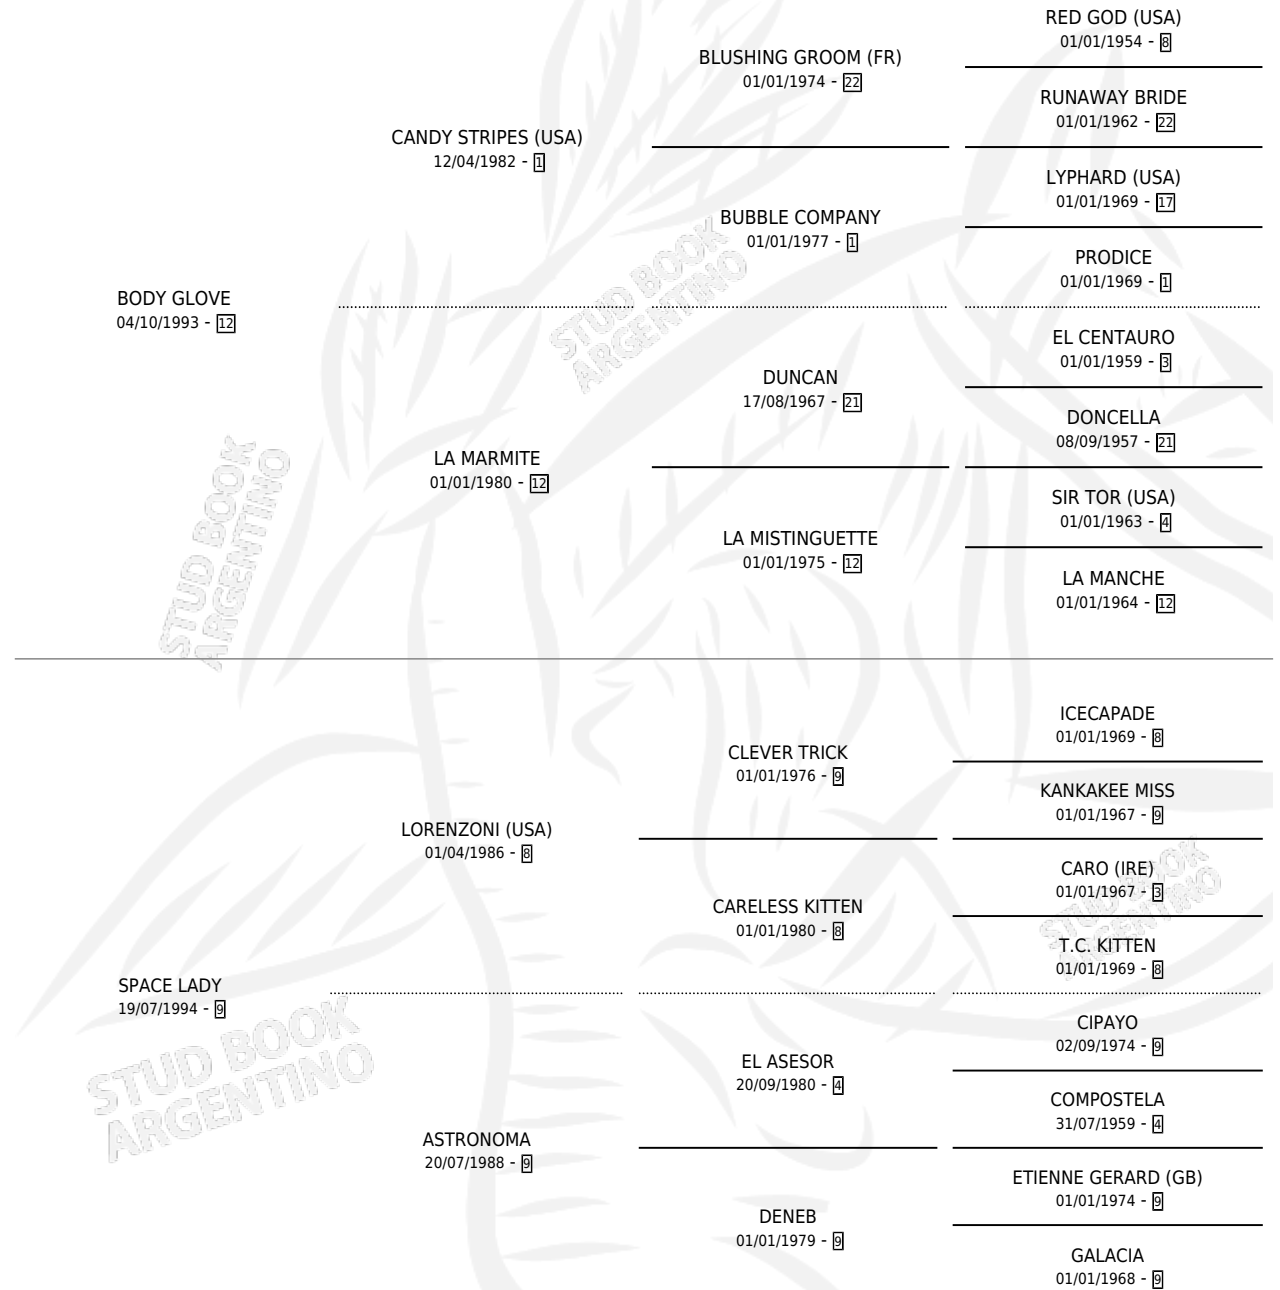 RED GOD (USA)
01/01/1954 - 8
BLUSHING GROOM (FR)
01/01/1974 - 22
RUNAWAY BRIDE
01/01/1962 - 22
CANDY STRIPES (USA)
12/04/1982 - 1
LYPHARD (USA)
01/01/1969 - 17
BUBBLE COMPANY
01/01/1977 - 1
PRODICE
01/01/1969 - 1
BODY GLOVE
04/10/1993 - 12
EL CENTAURO
01/01/1959 - 3
DUNCAN
17/08/1967 - 21
DONCELLA
08/09/1957 - 21
LA MARMITE
01/01/1980 - 12
SIR TOR (USA)
01/01/1963 - 4
LA MISTINGUETTE
01/01/1975 - 12
LA MANCHE
01/01/1964 - 12
STUD BOOK
ARGENTINO
STUD BOOK
ARGENTINO
ICECAPADE
01/01/1969 - 8
CLEVER TRICK
01/01/1976 - 9
KANKAKEE MISS
01/01/1967 - 9
LORENZONI (USA)
01/04/1986 - 8
CARO (IRE)
01/01/1967 - 3
CARELESS KITTEN
01/01/1980 - 8
T.C. KITTEN
01/01/1969 - 8
SPACE LADY
19/07/1994 - 9
CIPAYO
02/09/1974 - 9
EL ASESOR
20/09/1980 - 4
COMPOSTELA
31/07/1959 - 4
ASTRONOMA
20/07/1988 - 9
ETIENNE GERARD (GB)
01/01/1974 - 9
DENEB
01/01/1979 - 9
GALACIA
01/01/1968 - 9
STUD BOOK
ARGENTINO
STUD BOOK
ARGENTINO